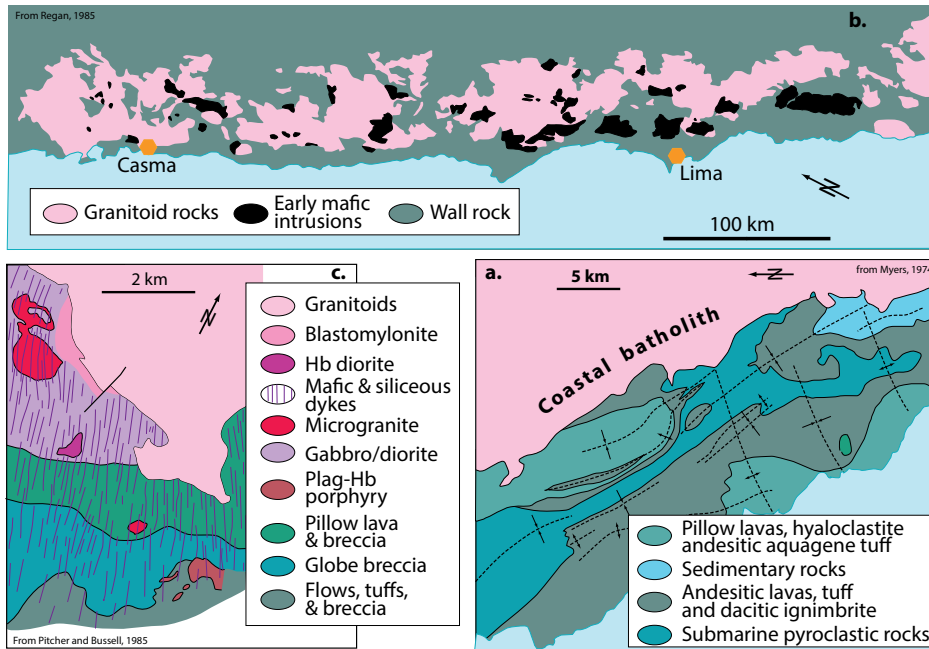 From Regan, 1985
b.
Casma
Lima
N
Granitoid rocks
Early mafic
intrusions
Wall rock
100 km
c.
2 km
N
Granitoids
Blastomylonite
Hb diorite
Mafic & siliceous
dykes
Microgranite
Gabbro/diorite
Plag-Hb
porphyry
Pillow lava
& breccia
Globe breccia
Flows, tuffs,
& breccia
From Pitcher and Bussell, 1985
a.
5 km
N
from Myers, 1974
Coastal batholith
Pillow lavas, hyaloclastite
andesitic aquagene tuff
Sedimentary rocks
Andesitic lavas, tuff
and dacitic ignimbrite
Submarine pyroclastic rocks